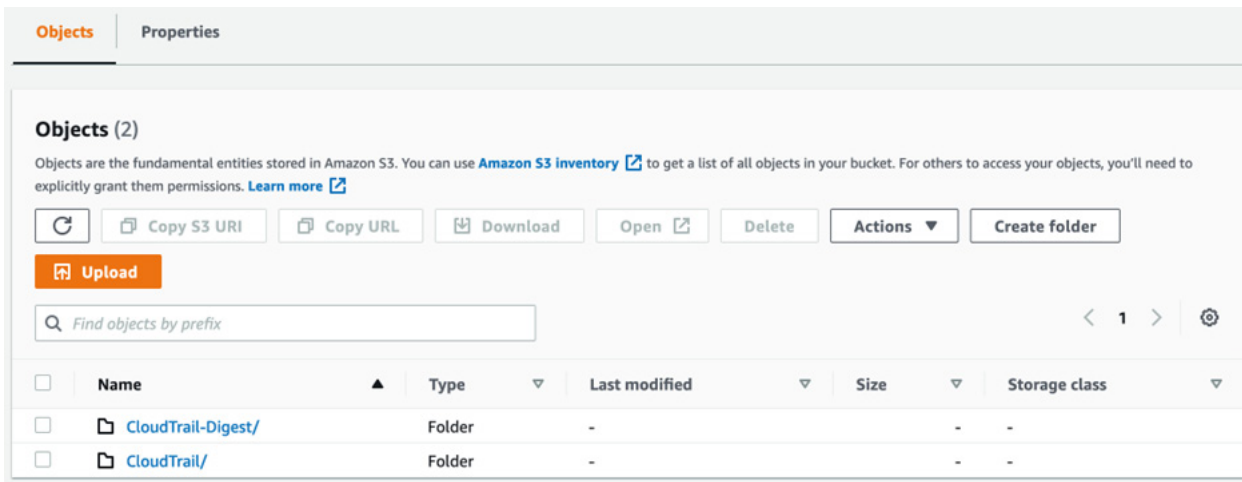 Objects Properties
Objects (2)
Objects are the fundamental entities stored in Amazon S3. You can use Amazon S3 inventory to get a list of all objects in your bucket. For others to access your objects, you'll need to
explicitly grant them permissions. Learn more
Copy S3 URI Copy URL Download Open Delete Actions Create folder
Upload
Find objects by prefix 1
Name Type Last modified Size Storage class
CloudTrail-Digest/ Folder - - -
CloudTrail/ Folder - - -